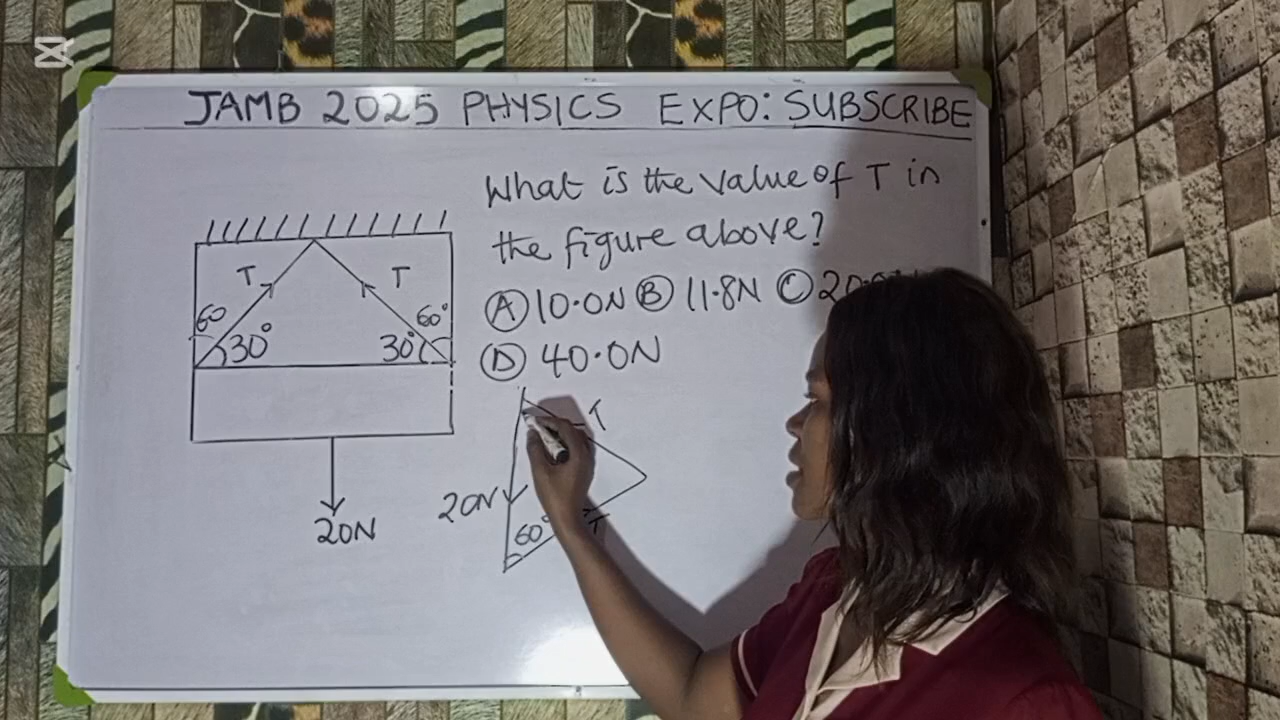 JAMB 2025 PHYSICS EXPO: SUBSCRIBE
What is the value of T in
the figure above?
Ⓐ 10.0N Ⓑ 11.8N Ⓒ
Ⓓ 40.0N
T T
60 60°
30° 30°
20N
T
20N
60° T